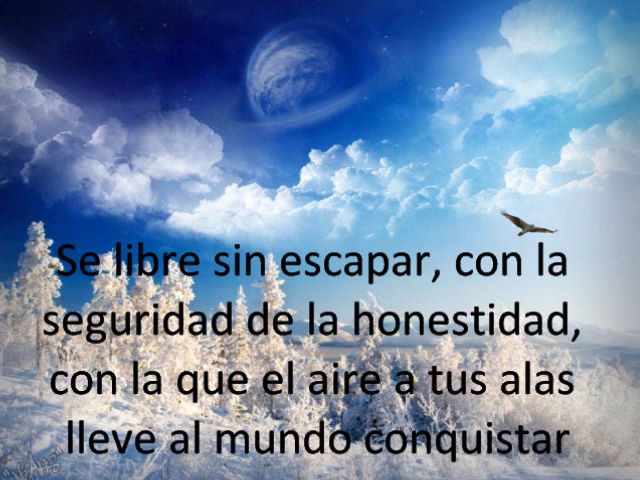 Se libre sin escapar, con la
seguridad de la honestidad,
con la que el aire a tus alas
lleve al mundo conquistar